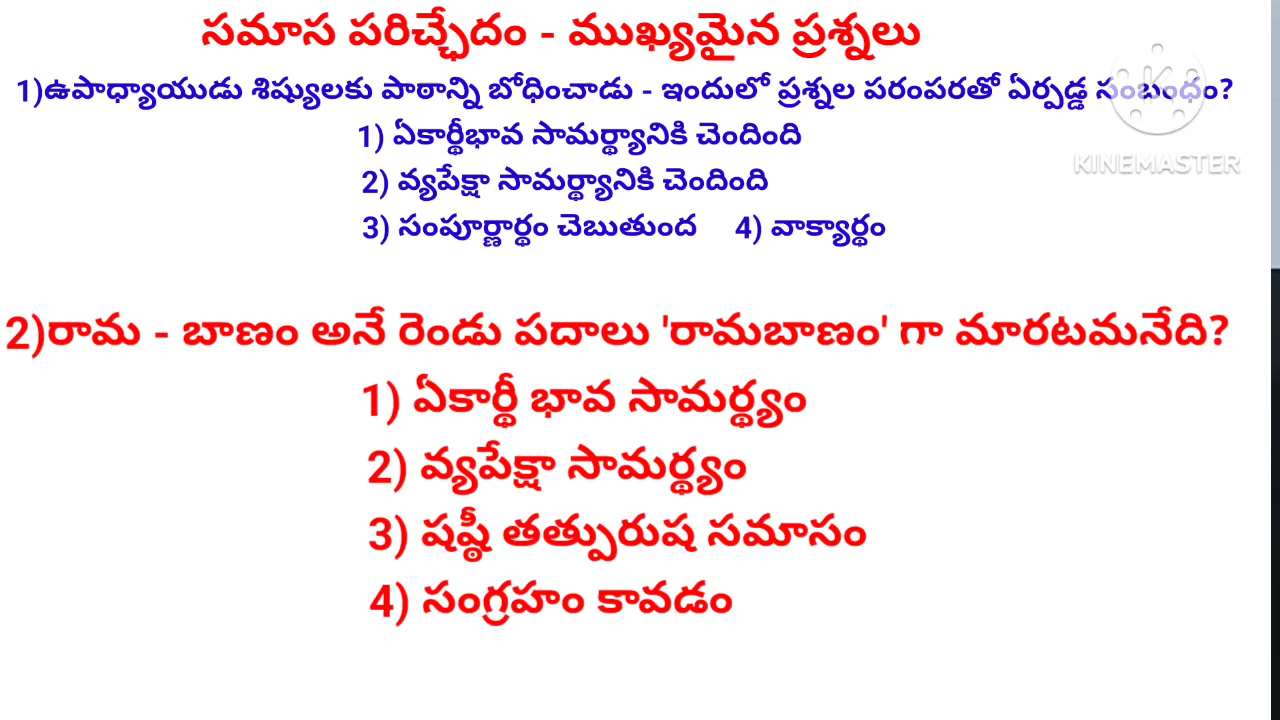 సమాస పరిచ్ఛేదం - ముఖ్యమైన ప్రశ్నలు
1)ఉపాధ్యాయుడు శిష్యులకు పాఠాన్ని బోధించాడు - ఇందులో ప్రశ్నల పరంపరతో ఏర్పడ్డ సంబంధం?
1) ఏకార్థీభావ సామర్థ్యానికి చెందింది
KINEMASTER
2) వ్యపేక్షా సామర్థ్యానికి చెందింది
3) సంపూర్ణార్థం చెబుతుంద 4) వాక్యార్థం
2)రామ - బాణం అనే రెండు పదాలు 'రామబాణం' గా మారటమనేది?
1) ఏకార్థీ భావ సామర్థ్యం
2) వ్యపేక్షా సామర్థ్యం
3) షష్ఠీ తత్పురుష సమాసం
4) సంగ్రహం కావడం